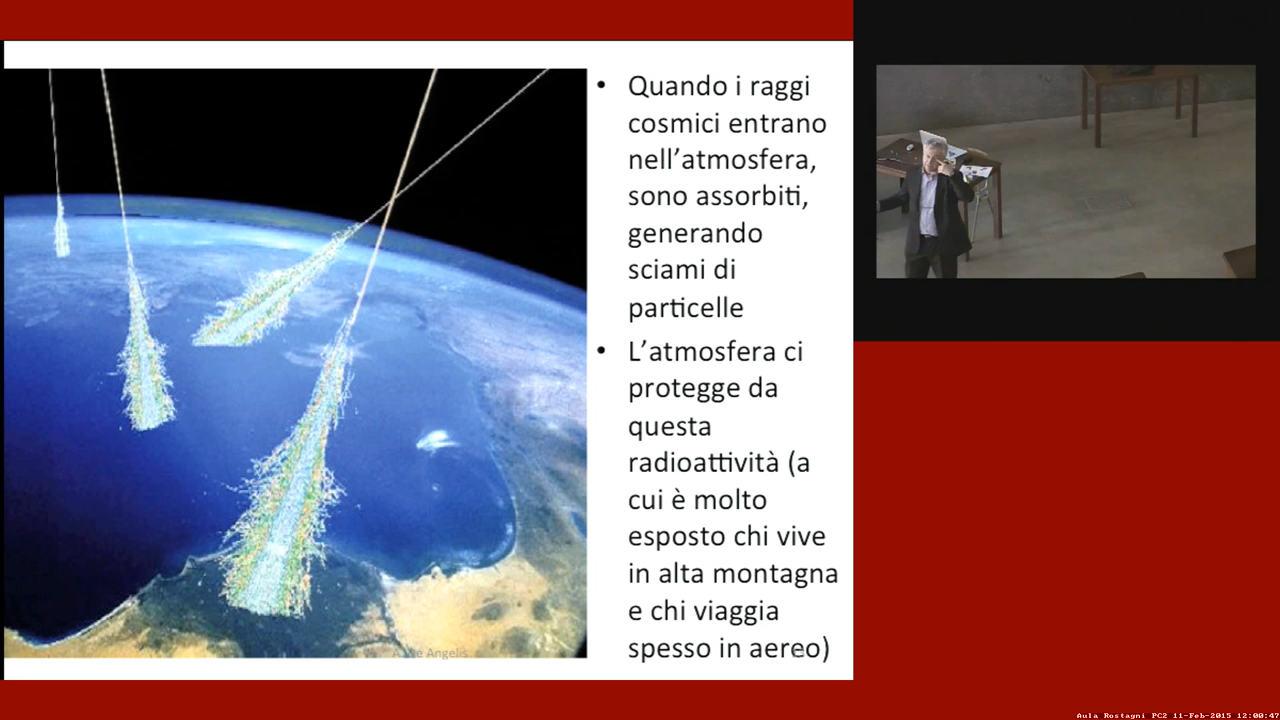 • Quando i raggi
cosmici entrano
nell’atmosfera,
sono assorbiti,
generando
sciami di
particelle
• L’atmosfera ci
protegge da
questa
radioattività (a
cui è molto
esposto chi vive
in alta montagna
e chi viaggia
spesso in aereo)
A. De Angelis
Aula Rostagni PC2 11-Feb-2015 12:00:47